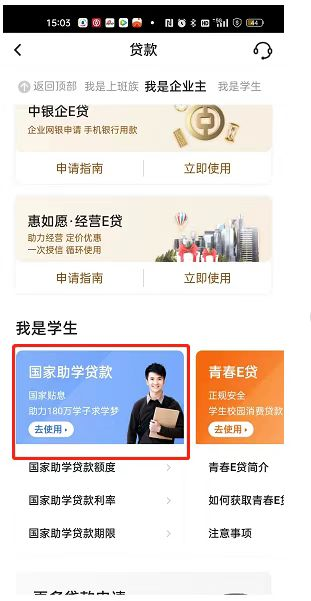 15:03
84
贷款
返回顶部 我是上班族 我是企业主 我是学生
中银企E贷
企业网银申请 手机银行用款
申请指南 立即使用
惠如愿·经营E贷
助力经营 定价优惠
一次授信 循环使用
申请指南 立即使用
我是学生
国家助学贷款
国家贴息
助力180万学子求学梦
去使用
青春E贷
正规安全
学生校园消费贷款
去使用
国家助学贷款额度
国家助学贷款利率
国家助学贷款期限
青春E贷简介
如何获取青春E贷
注意事项
更多贷款申请